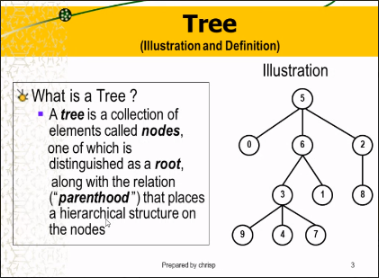 Tree
(Illustration and Definition)
Illustration
What is a Tree ?
A tree is a collection of
elements called nodes,
one of which is
distinguished as a root,
along with the relation
("parenthood") that places
a hierarchical structure on
the nodes
5
0 6 2
3 1 8
9 4 7
Prepared by chrisp
3